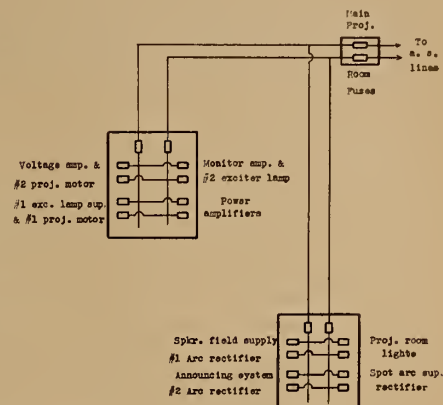 Main
Proj.
To
a. s.
lines
Room
Fuses
Voltage amp. &
#2 proj. motor
#1 exc. lamp sup.
& #1 proj. motor
Monitor amp. &
#2 exciter lamp
Power
amplifiers
Spkr. field supply
#1 Arc rectifier
Announcing system
#2 Arc rectifier
Proj. room
lights
Spot arc sup.
rectifier